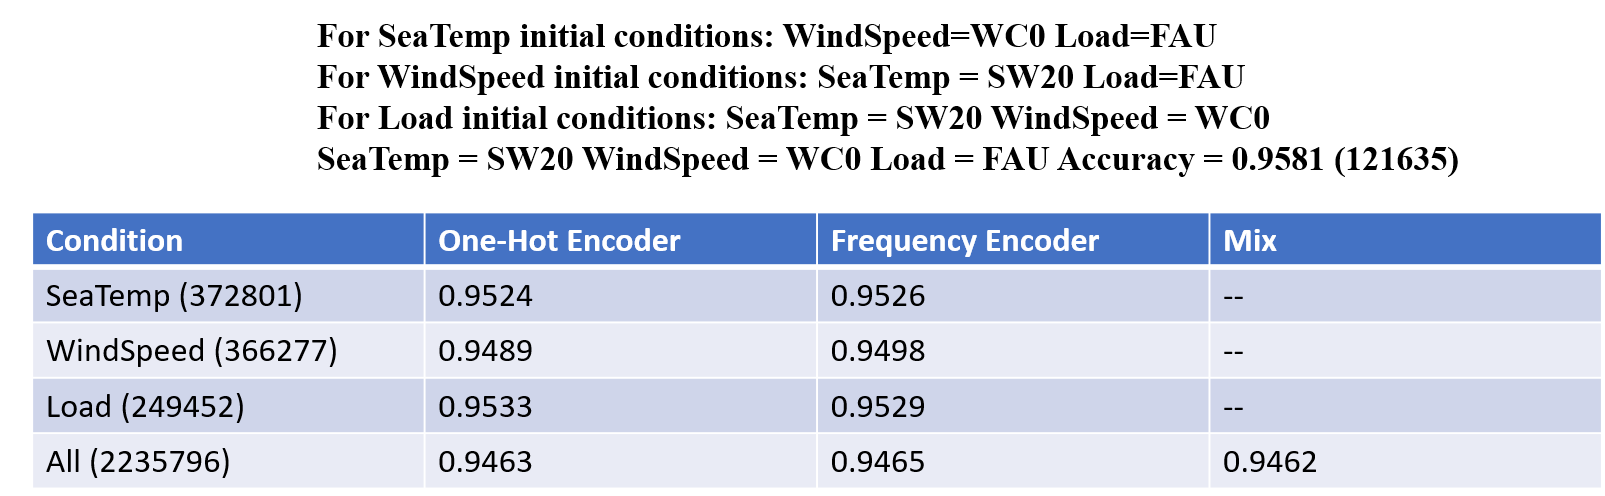 For SeaTemp initial conditions: WindSpeed=WC0 Load=FAU
For WindSpeed initial conditions: SeaTemp = SW20 Load=FAU
For Load initial conditions: SeaTemp = SW20 WindSpeed = WC0
SeaTemp = SW20 WindSpeed = WC0 Load = FAU Accuracy = 0.9581 (121635)
Condition One-Hot Encoder Frequency Encoder Mix
SeaTemp (372801) 0.9524 0.9526 --
WindSpeed (366277) 0.9489 0.9498 --
Load (249452) 0.9533 0.9529 --
All (2235796) 0.9463 0.9465 0.9462